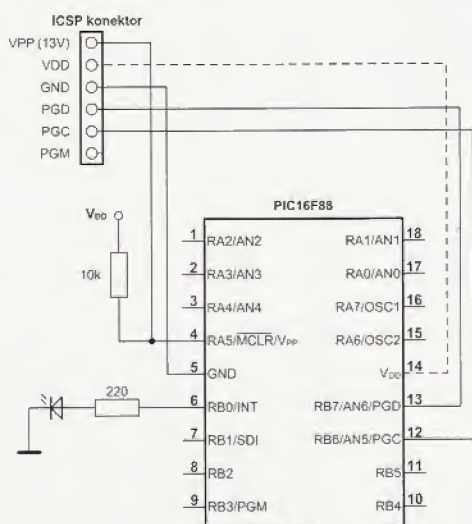 ICSP konektor
VPP (13V)
VDD
GND
PGD
PGC
PGM
VDD
10k
220
PIC16F88
1 RA2/AN2
2 RA3/AN3
3 RA4/AN4
4 RA5/MCLR/VPP
5 GND
6 RB0/INT
7 RB1/SDI
8 RB2
9 RB3/PGM
RA1/AN1 18
RA0/AN0 17
RA7/OSC1 16
RA6/OSC2 15
VDD 14
RB7/AN6/PGD 13
RB6/AN5/PGC 12
RB5 11
RB4 10